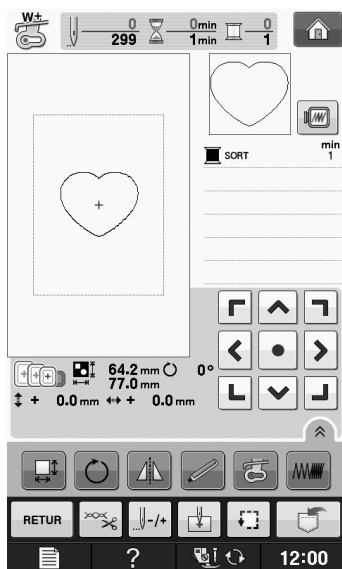 W+
0 0min 0
299 1min 1
min
SORT 1
64.2 mm 0°
77.0 mm
+ 0.0 mm + 0.0 mm
RETUR -/+
? 12:00